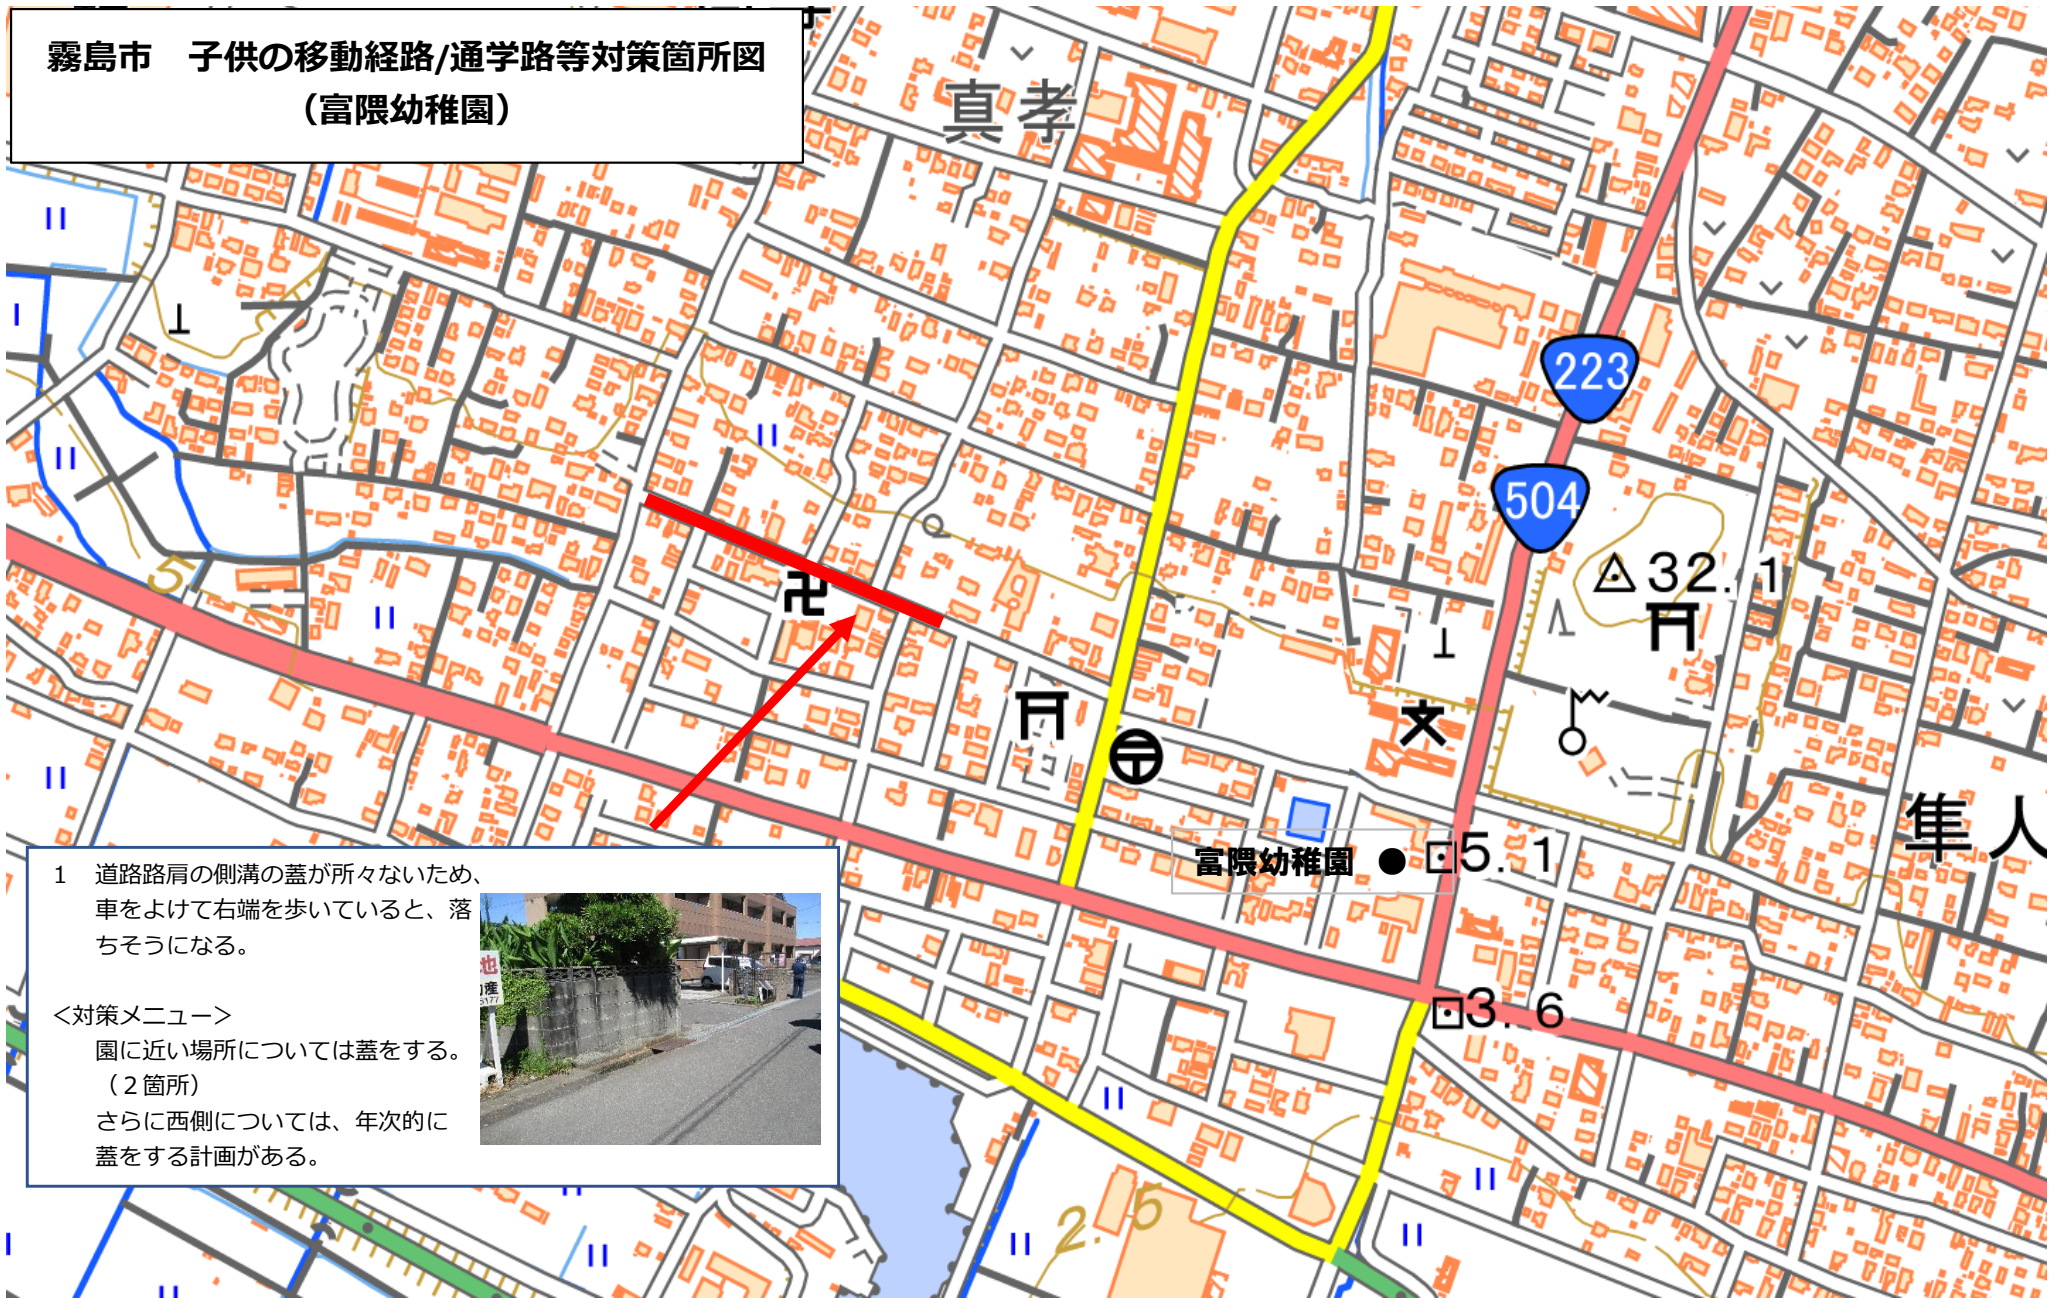 霧島市　子供の移動経路/通学路等対策箇所図
（富隈幼稚園）
真孝
223
504
32.1
5
富隈幼稚園 ●
5.1
隼人
3.6
2.5
1　道路路肩の側溝の蓋が所々ないため、
車をよけて右端を歩いていると、落
ちそうになる。
＜対策メニュー＞
園に近い場所については蓋をする。
（２箇所）
さらに西側については、年次的に
蓋をする計画がある。